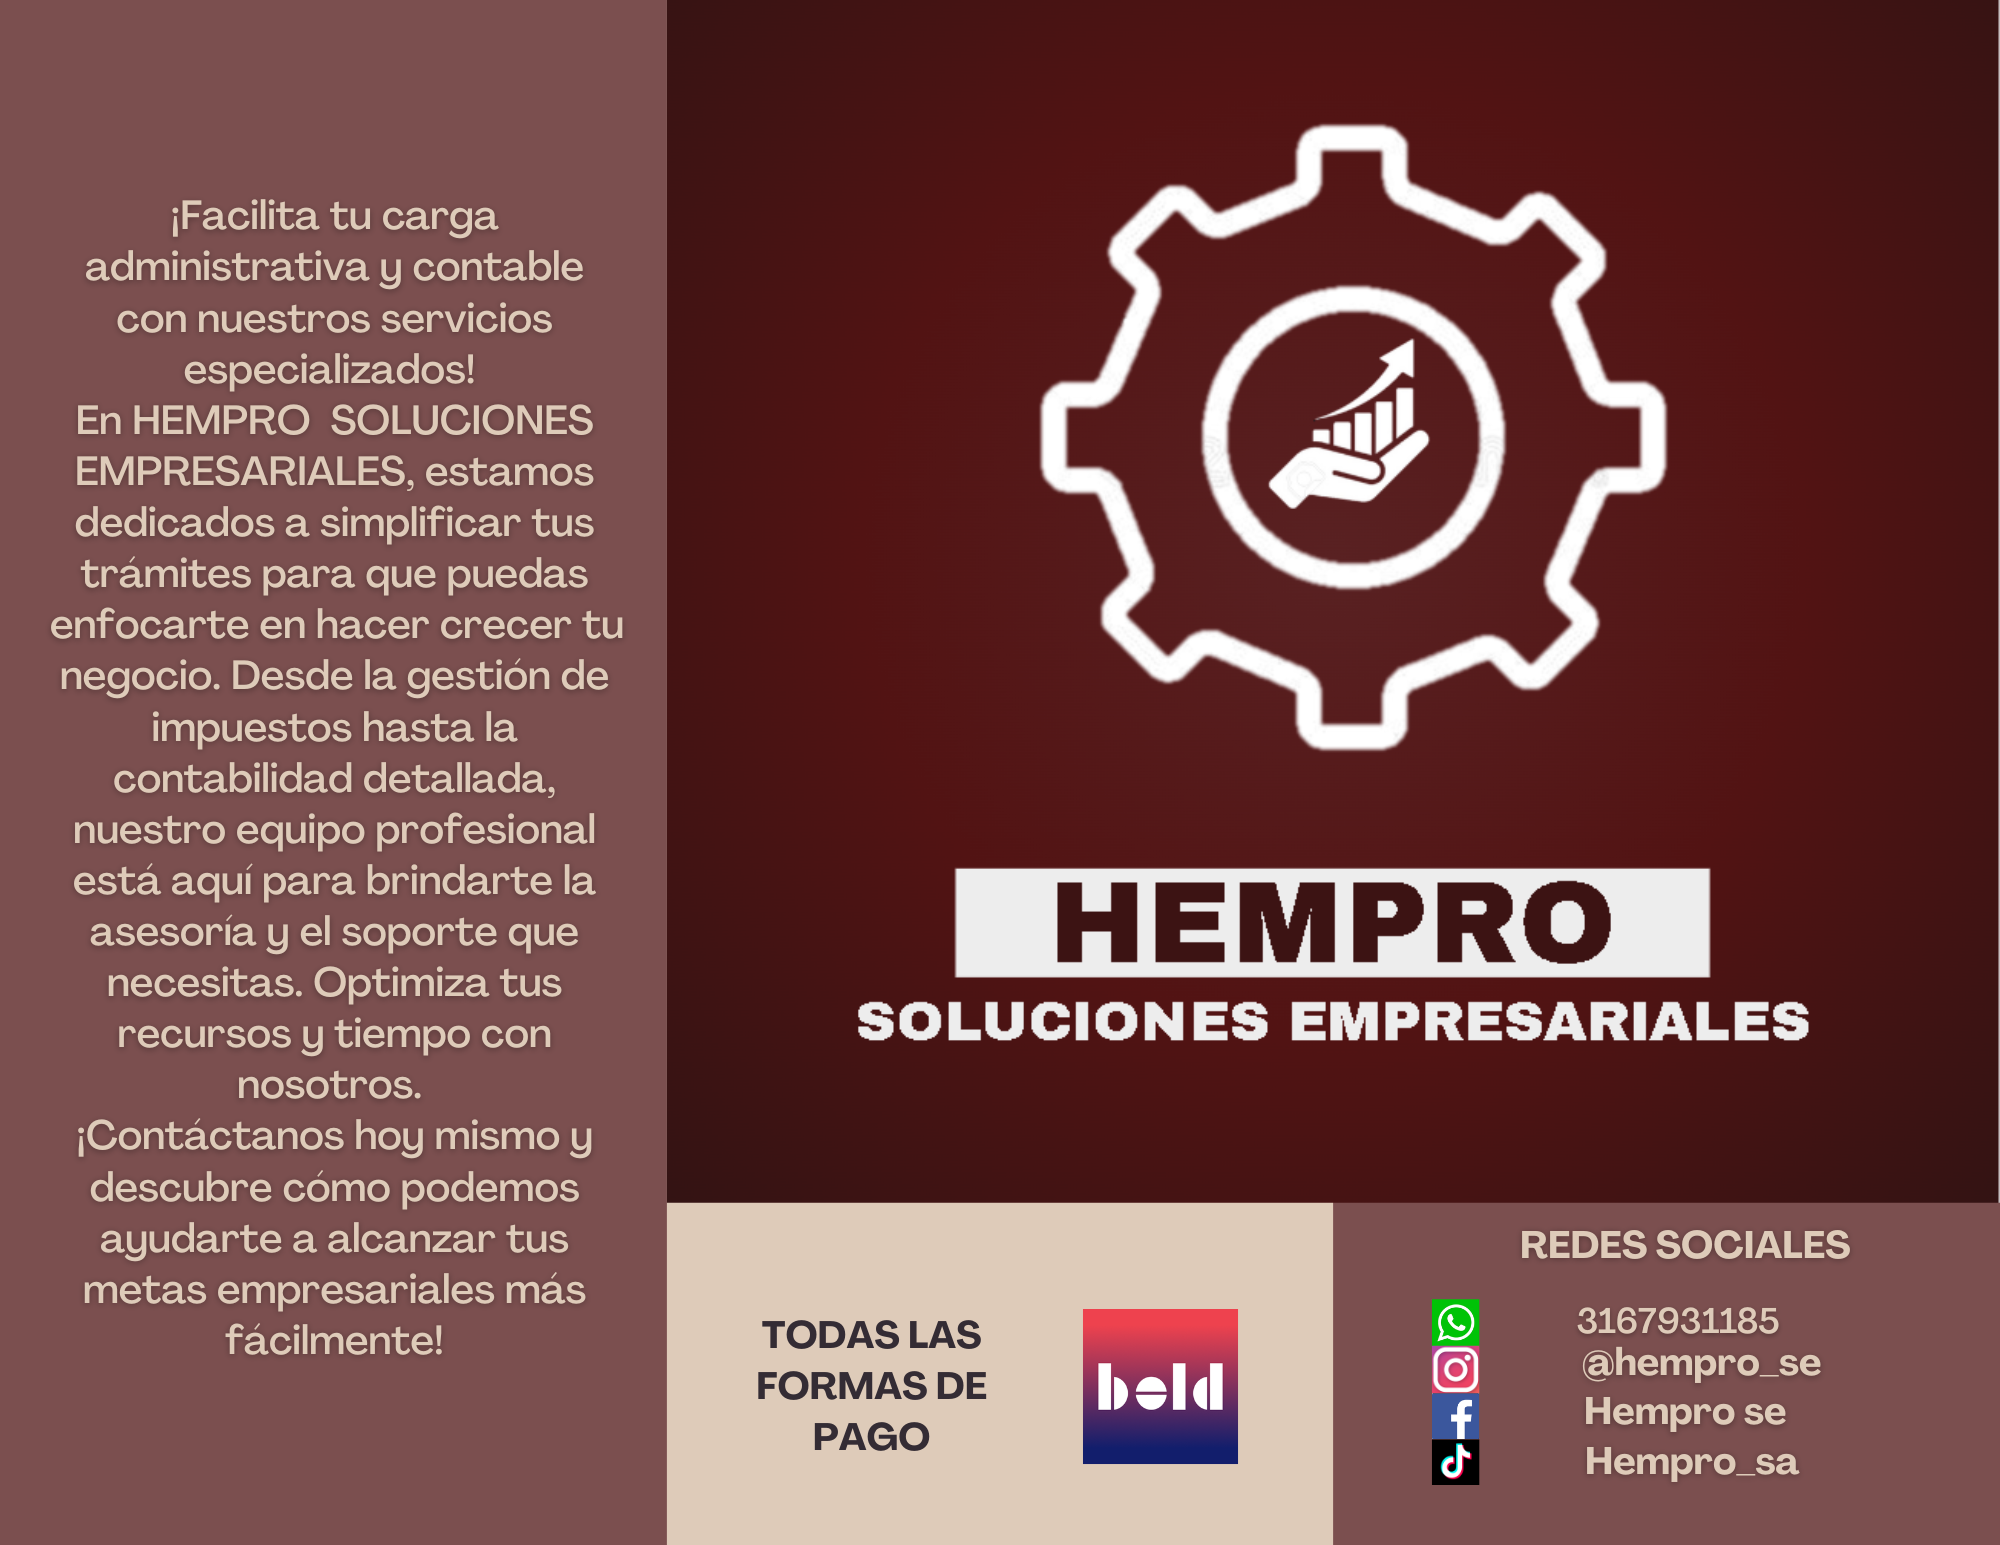 ¡Facilita tu carga
administrativa y contable
con nuestros servicios
especializados!
En HEMPRO  SOLUCIONES
EMPRESARIALES, estamos
dedicados a simplificar tus
trámites para que puedas
enfocarte en hacer crecer tu
negocio. Desde la gestión de
impuestos hasta la
contabilidad detallada,
nuestro equipo profesional
está aquí para brindarte la
asesoría y el soporte que
necesitas. Optimiza tus
recursos y tiempo con
nosotros.
¡Contáctanos hoy mismo y
descubre cómo podemos
ayudarte a alcanzar tus
metas empresariales más
fácilmente!
HEMPRO
SOLUCIONES EMPRESARIALES
TODAS LAS
FORMAS DE
PAGO
bold
REDES SOCIALES
3167931185
@hempro_se
Hempro se
Hempro_sa